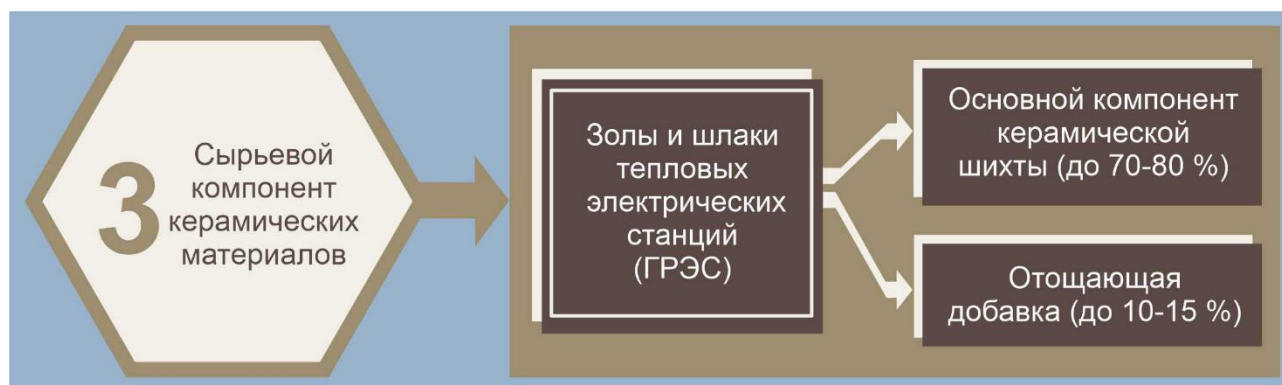 3
Сырьевой
компонент
керамических
материалов
Золы и шлаки
тепловых
электрических
станций
(ГРЭС)
Основной компонент
керамической
шихты (до 70-80 %)
Отощающая
добавка (до 10-15 %)